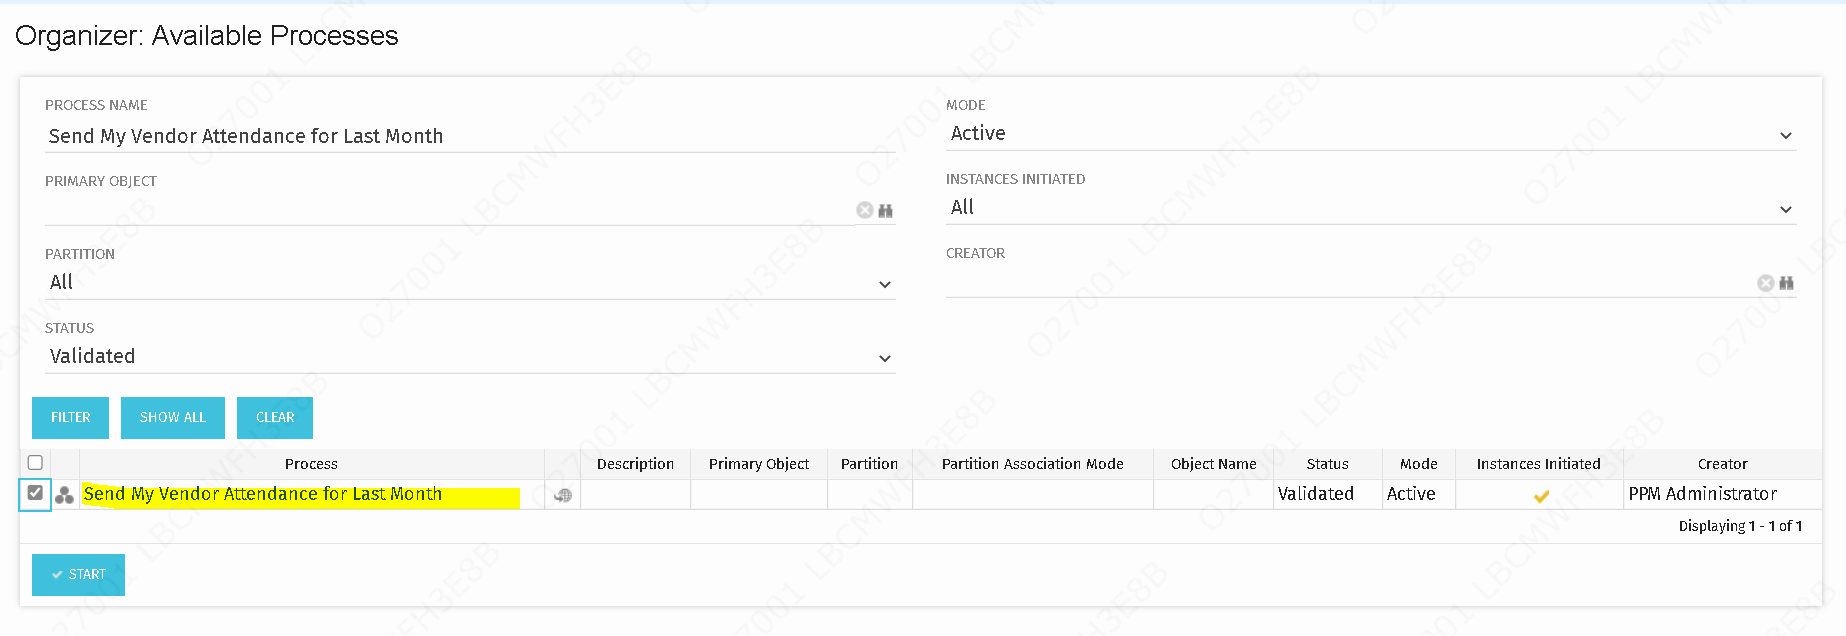 Organizer: Available Processes
PROCESS NAME
Send My Vendor Attendance for Last Month
MODE
Active
PRIMARY OBJECT
INSTANCES INITIATED
All
PARTITION
All
CREATOR
STATUS
Validated
FILTER SHOW ALL CLEAR
Process Description Primary Object Partition Partition Association Mode Object Name Status Mode Instances Initiated Creator
Send My Vendor Attendance for Last Month Validated Active PPM Administrator
Displaying 1 - 1 of 1
START
O27001 LBCMWFH3E8B